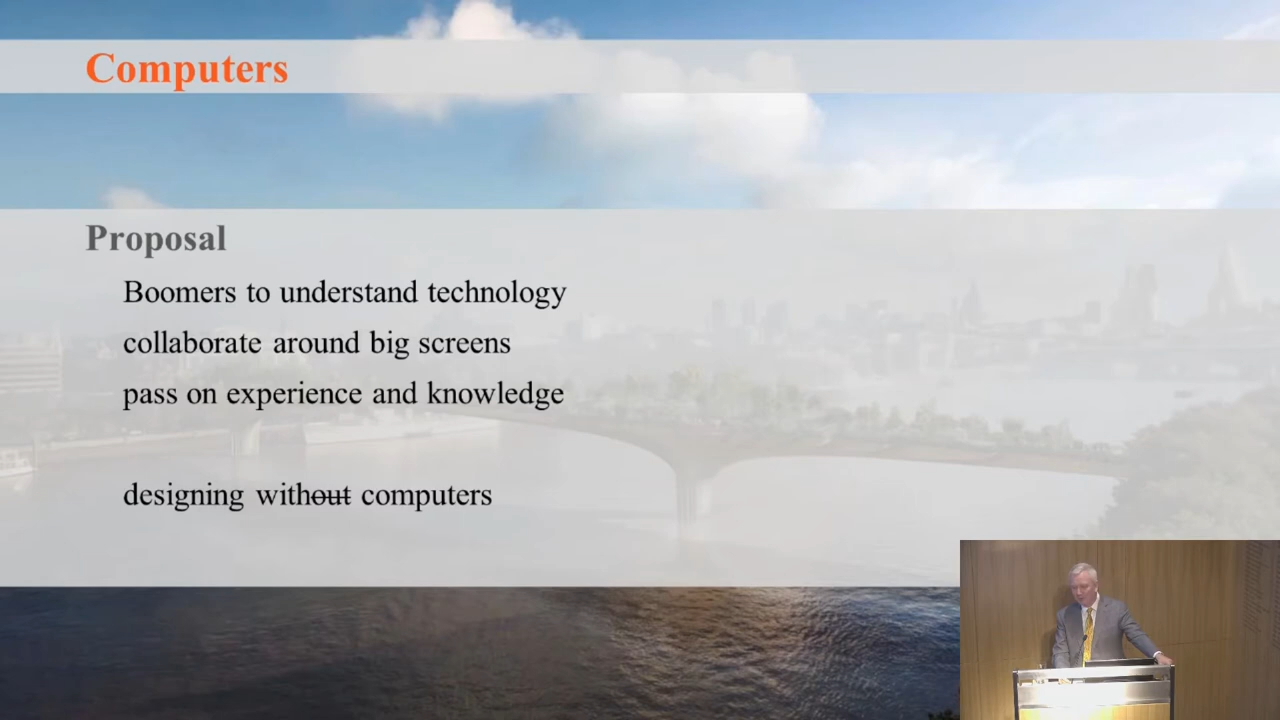 Computers
Proposal
Boomers to understand technology
collaborate around big screens
pass on experience and knowledge
designing without computers